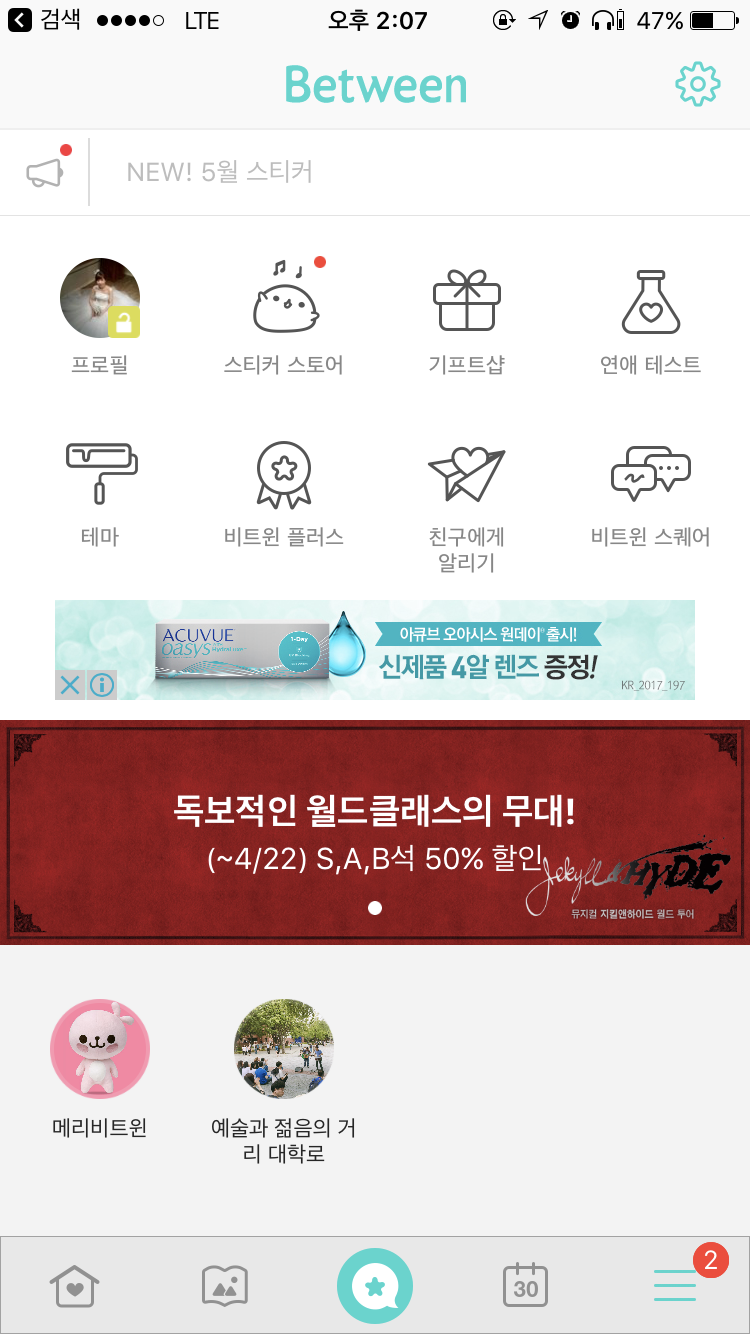 검색 LTE 오후 2:07 47%
Between
NEW! 5월 스티커
프로필 스티커 스토어 기프트샵 연애 테스트
테마 비트윈 플러스 친구에게 비트윈 스퀘어
알리기
ACUVUE
oasys
1-Day
아큐브 오아시스 원데이 출시!
신제품 4알 렌즈 증정!
KR_2017_197
독보적인 월드클래스의 무대!
(~4/22) S,A,B석 50% 할인
Jekyll & HYDE
뮤지컬 지킬앤하이드 월드 투어
메리비트윈 예술과 젊음의 거
리 대학로
2
30